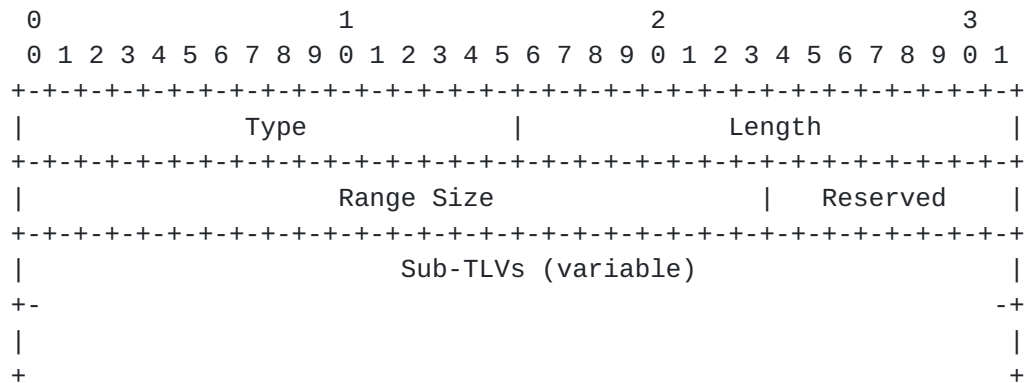 0                   1                   2                   3
 0 1 2 3 4 5 6 7 8 9 0 1 2 3 4 5 6 7 8 9 0 1 2 3 4 5 6 7 8 9 0 1
+-+-+-+-+-+-+-+-+-+-+-+-+-+-+-+-+-+-+-+-+-+-+-+-+-+-+-+-+-+-+-+-+
|              Type             |             Length            |
+-+-+-+-+-+-+-+-+-+-+-+-+-+-+-+-+-+-+-+-+-+-+-+-+-+-+-+-+-+-+-+-+
|                    Range Size                 |   Reserved    |
+-+-+-+-+-+-+-+-+-+-+-+-+-+-+-+-+-+-+-+-+-+-+-+-+-+-+-+-+-+-+-+-+
|                        Sub-TLVs (variable)                    |
+-                                                             -+
|                                                               |
+                                                               +